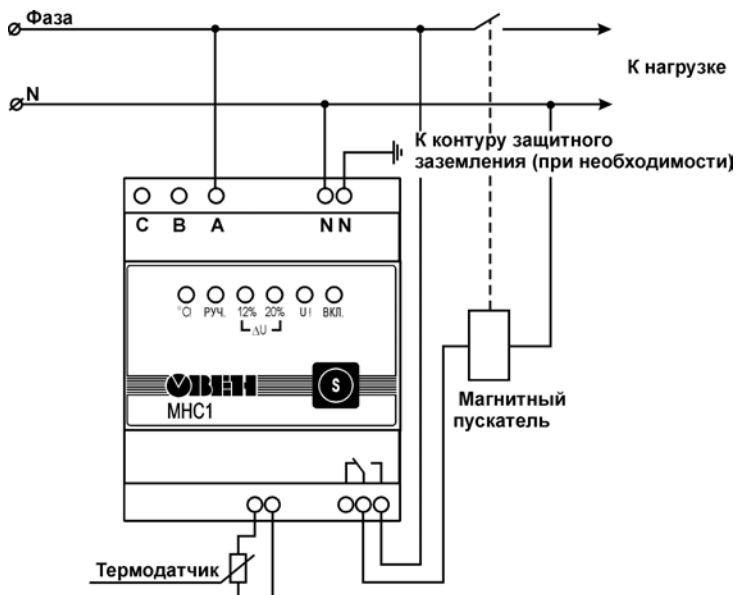 Фаза
К нагрузке
N
К контуру защитного
заземления (при необходимости)
C B A N N
°C! РУЧ. 12% 20% U! ВКЛ.
ΔU
ОВЕН
S
МНС1
Магнитный
пускатель
Термодатчик